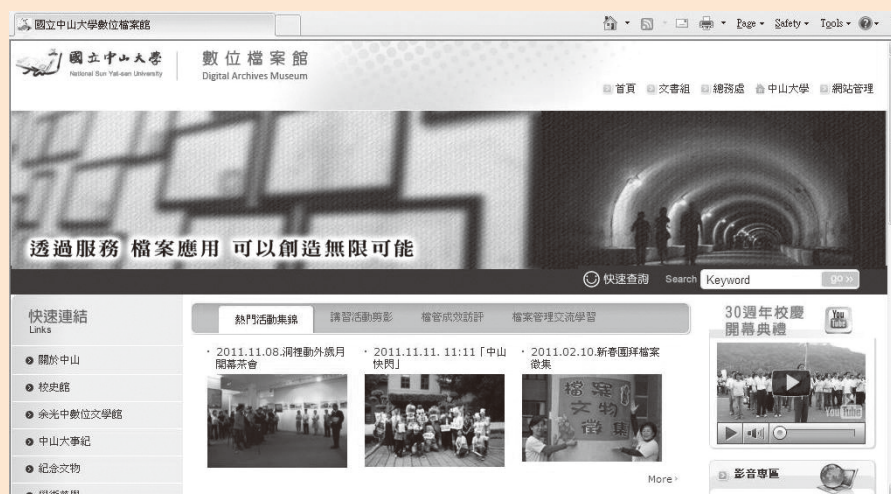 國立中山大學數位檔案館
Page
Safety
Tools
國立中山大學
National Sun Yat-sen University
數位檔案館
Digital Archives Museum
首頁
文書組
總務處
中山大學
網站管理
透過服務 檔案應用 可以創造無限可能
快速查詢
Search
Keyword
go »
快速連結
Links
關於中山
校史館
余光中數位文學館
中山大事紀
紀念文物
熱門活動集錦
講習活動剪影
檔管成效訪評
檔案管理交流學習
· 2011.11.08.洞裡動外歲月
開幕茶會
· 2011.11.11. 11:11「中山
快閃」
· 2011.02.10.新春團拜檔案
徵集
檔案
文物
徵集
More
30週年校慶
開幕典禮
You
Tube
YouTube
影音專區